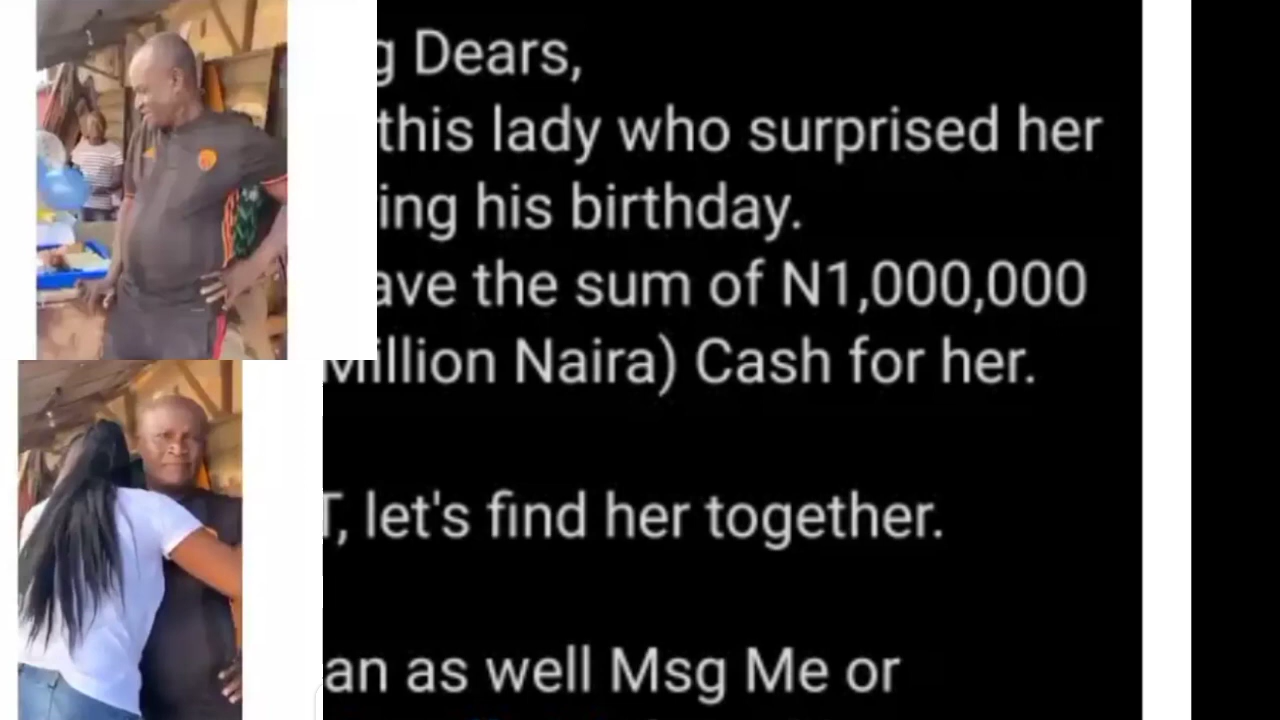 Dears,
this lady who surprised her
ing his birthday.
ave the sum of N1,000,000
Million Naira) Cash for her.
T, let's find her together.
an as well Msg Me or